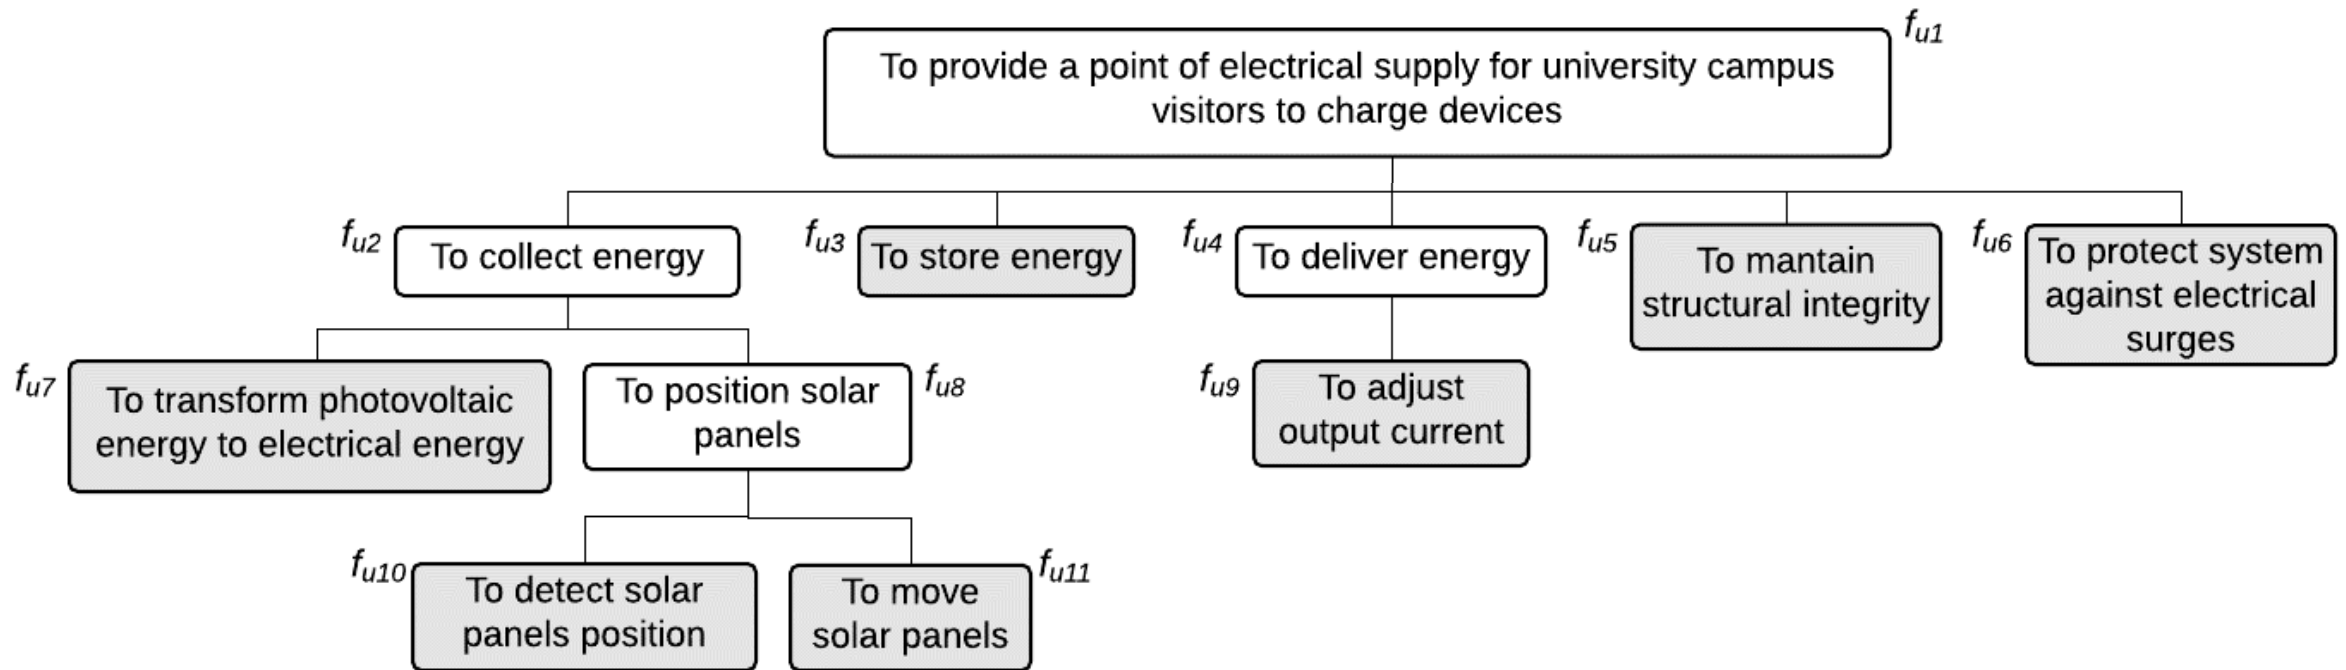 fu1
To provide a point of electrical supply for university campus
visitors to charge devices
fu2
To collect energy
fu3
To store energy
fu4
To deliver energy
fu5
To mantain
structural integrity
fu6
To protect system
against electrical
surges
fu7
To transform photovoltaic
energy to electrical energy
To position solar
panels
fu8
fu9
To adjust
output current
fu10
To detect solar
panels position
To move
solar panels
fu11